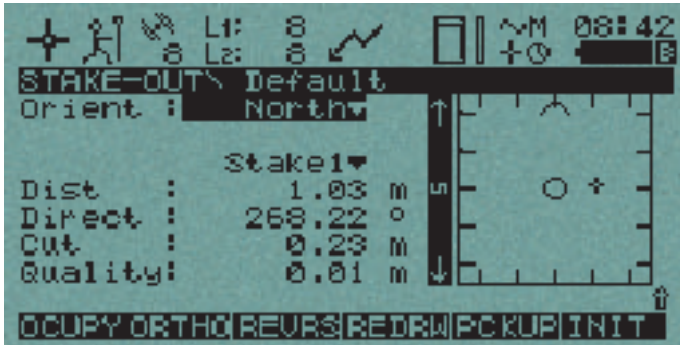 L1: 8 M 08:42
8 L2: 8
STAKE-OUT\ Default
Orient : North
Stake1
Dist : 1.03 m
Direct : 268.22 °
Cut : 0.23 m
Quality: 0.01 m
5
OCUPY ORTHO REVRS REDRW PCKUP INIT